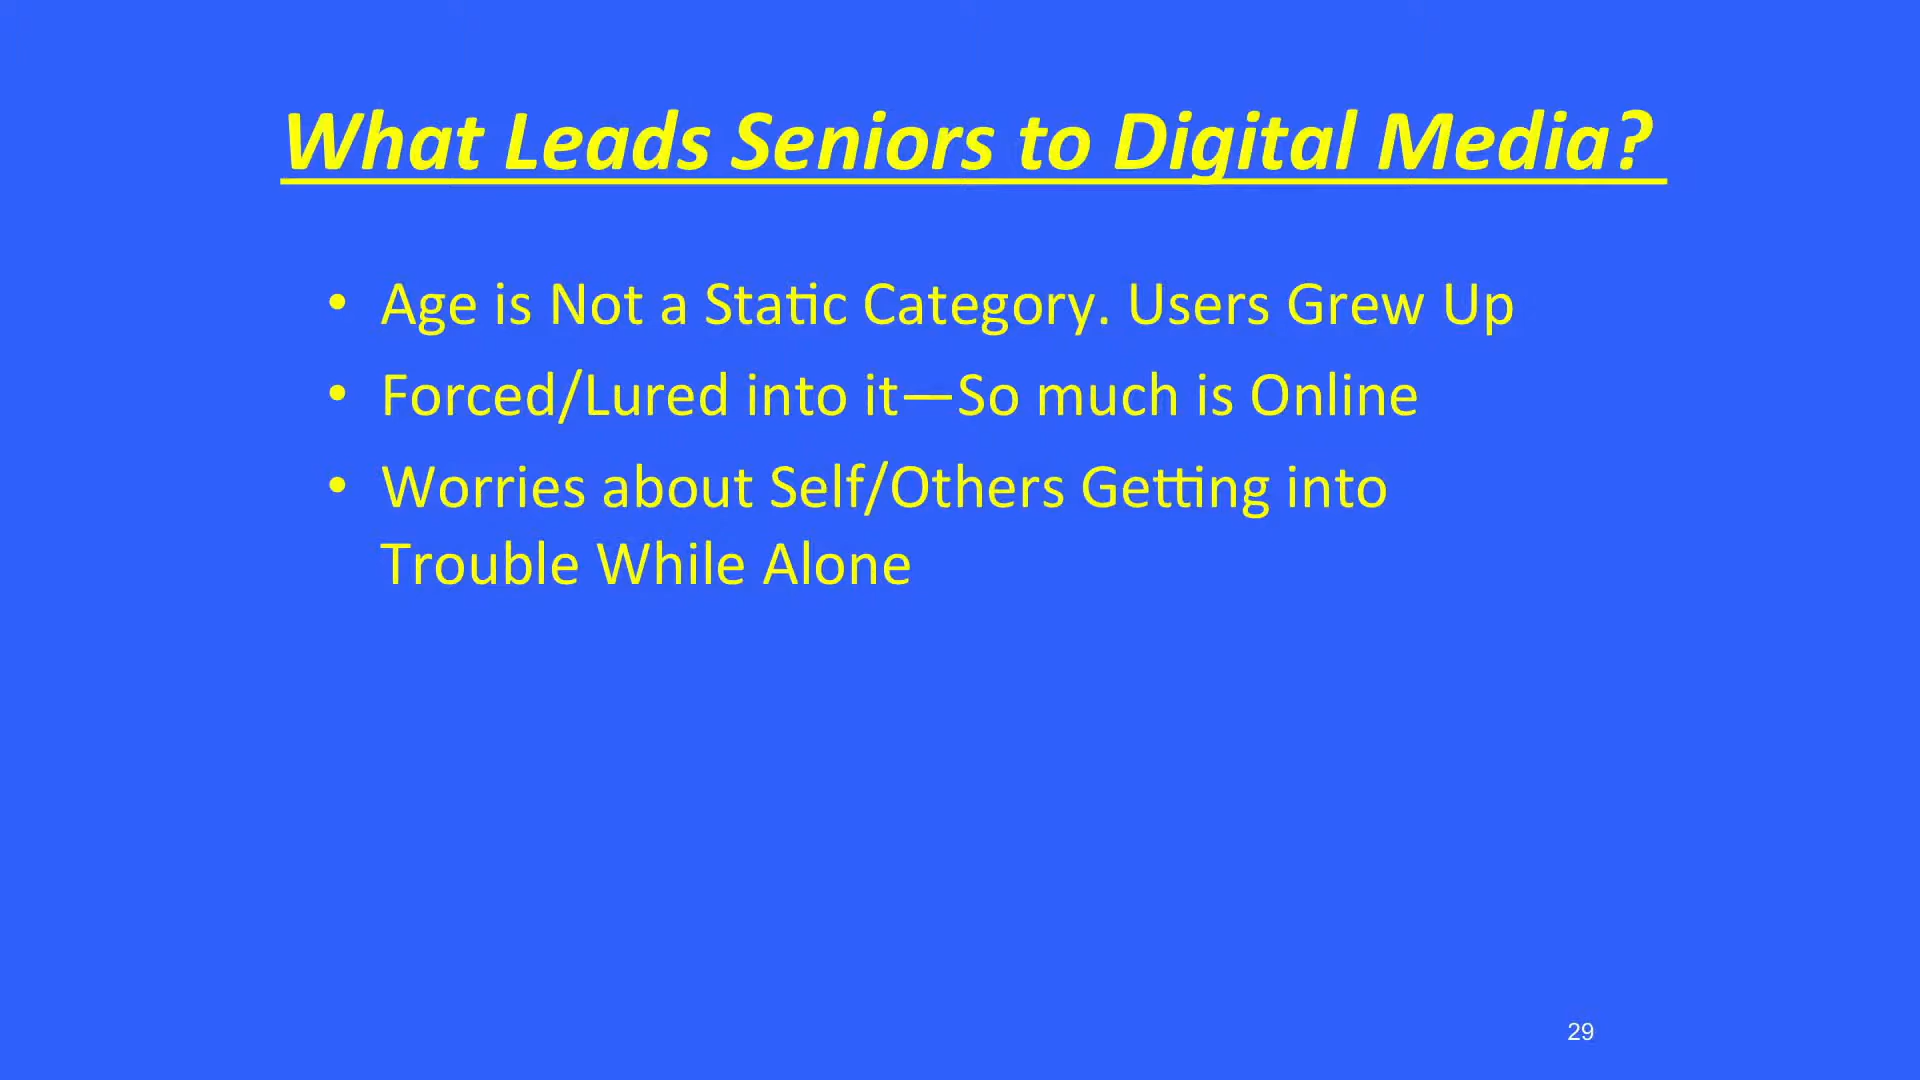 What Leads Seniors to Digital Media?
• Age is Not a Static Category. Users Grew Up
• Forced/Lured into it—So much is Online
• Worries about Self/Others Getting into
Trouble While Alone
29